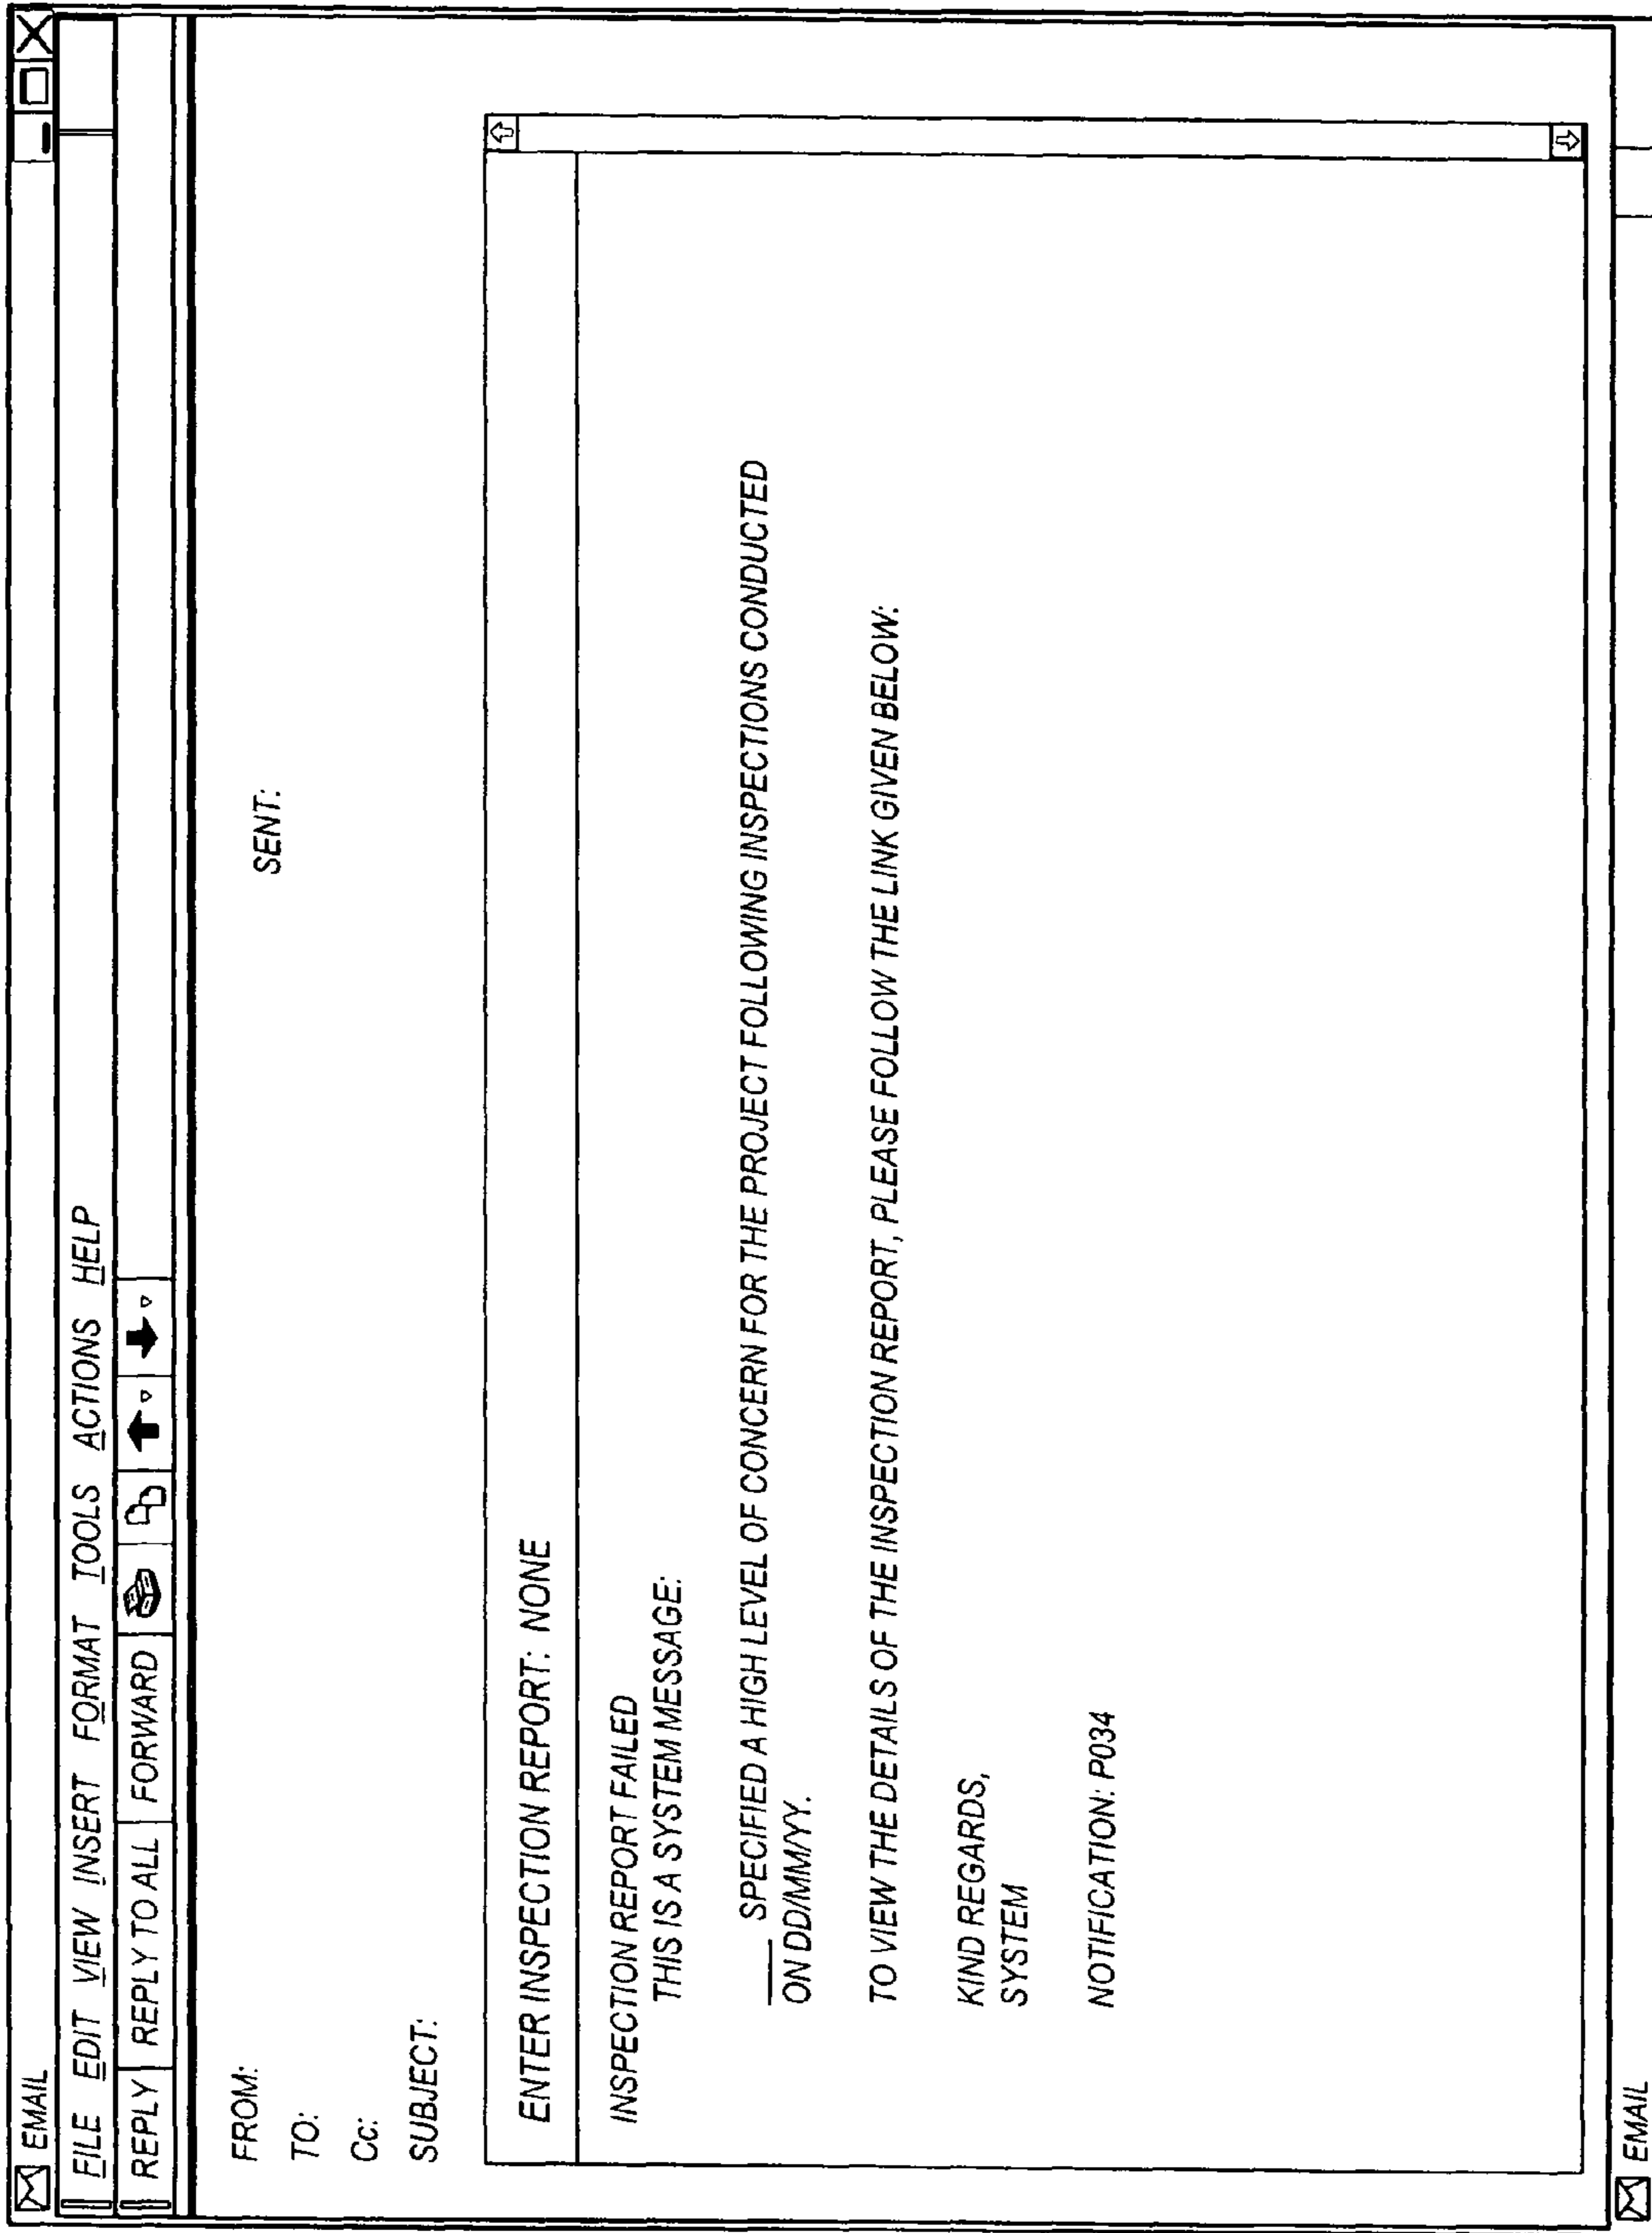 EMAIL
FILE EDIT VIEW INSERT FORMAT TOOLS ACTIONS HELP
REPLY REPLY TO ALL FORWARD
FROM:
SENT:
TO:
Cc:
SUBJECT:
ENTER INSPECTION REPORT: NONE
INSPECTION REPORT FAILED
THIS IS A SYSTEM MESSAGE:
____ SPECIFIED A HIGH LEVEL OF CONCERN FOR THE PROJECT FOLLOWING INSPECTIONS CONDUCTED
ON DD/MM/YY.
TO VIEW THE DETAILS OF THE INSPECTION REPORT, PLEASE FOLLOW THE LINK GIVEN BELOW:
KIND REGARDS,
SYSTEM
NOTIFICATION: P034
EMAIL